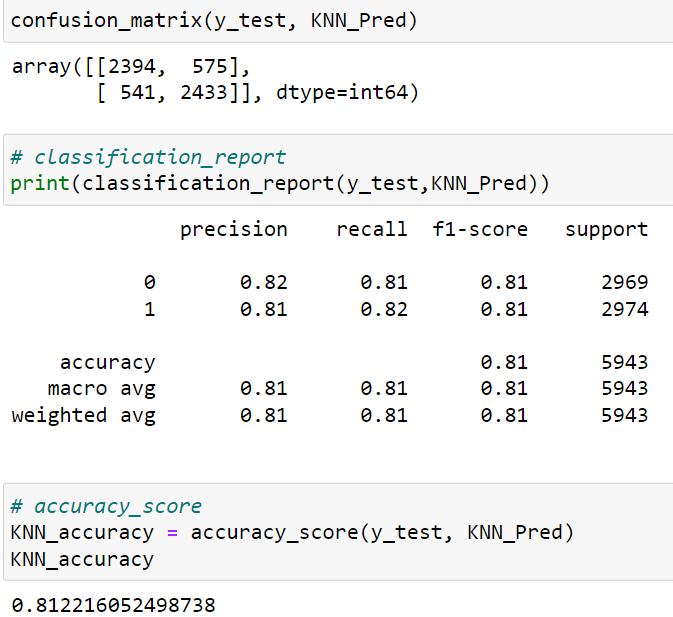 confusion_matrix(y_test, KNN_Pred)
array([[2394,  575],
       [ 541, 2433]], dtype=int64)
# classification_report
print(classification_report(y_test,KNN_Pred))
              precision    recall  f1-score   support
           0       0.82      0.81      0.81      2969
           1       0.81      0.82      0.81      2974
    accuracy                           0.81      5943
   macro avg       0.81      0.81      0.81      5943
weighted avg       0.81      0.81      0.81      5943
# accuracy_score
KNN_accuracy = accuracy_score(y_test, KNN_Pred)
KNN_accuracy
0.812216052498738